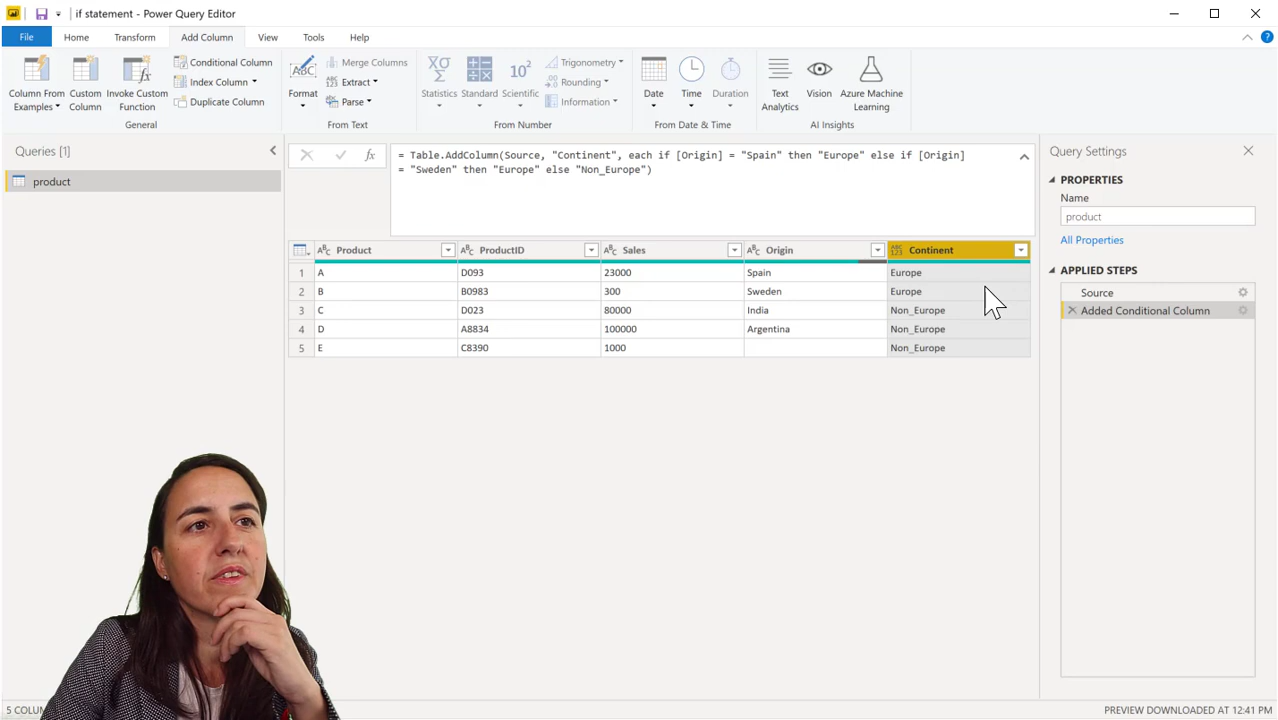 if statement - Power Query Editor
File Home Transform Add Column View Tools Help
Column From Examples
Custom Column
Invoke Custom Function
Conditional Column
Index Column
Duplicate Column
General
Format
Merge Columns
Extract
Parse
From Text
Statistics
Standard
Scientific
Trigonometry
Rounding
Information
From Number
Date
Time
Duration
From Date & Time
Text Analytics
Vision
Azure Machine Learning
AI Insights
Queries [1]
product
= Table.AddColumn(Source, "Continent", each if [Origin] = "Spain" then "Europe" else if [Origin]
= "Sweden" then "Europe" else "Non_Europe")
Product ProductID Sales Origin Continent
1 A D093 23000 Spain Europe
2 B B0983 300 Sweden Europe
3 C D023 80000 India Non_Europe
4 D A8834 100000 Argentina Non_Europe
5 E C8390 1000 Non_Europe
Query Settings
PROPERTIES
Name
product
All Properties
APPLIED STEPS
Source
Added Conditional Column
5 COLUM
PREVIEW DOWNLOADED AT 12:41 PM